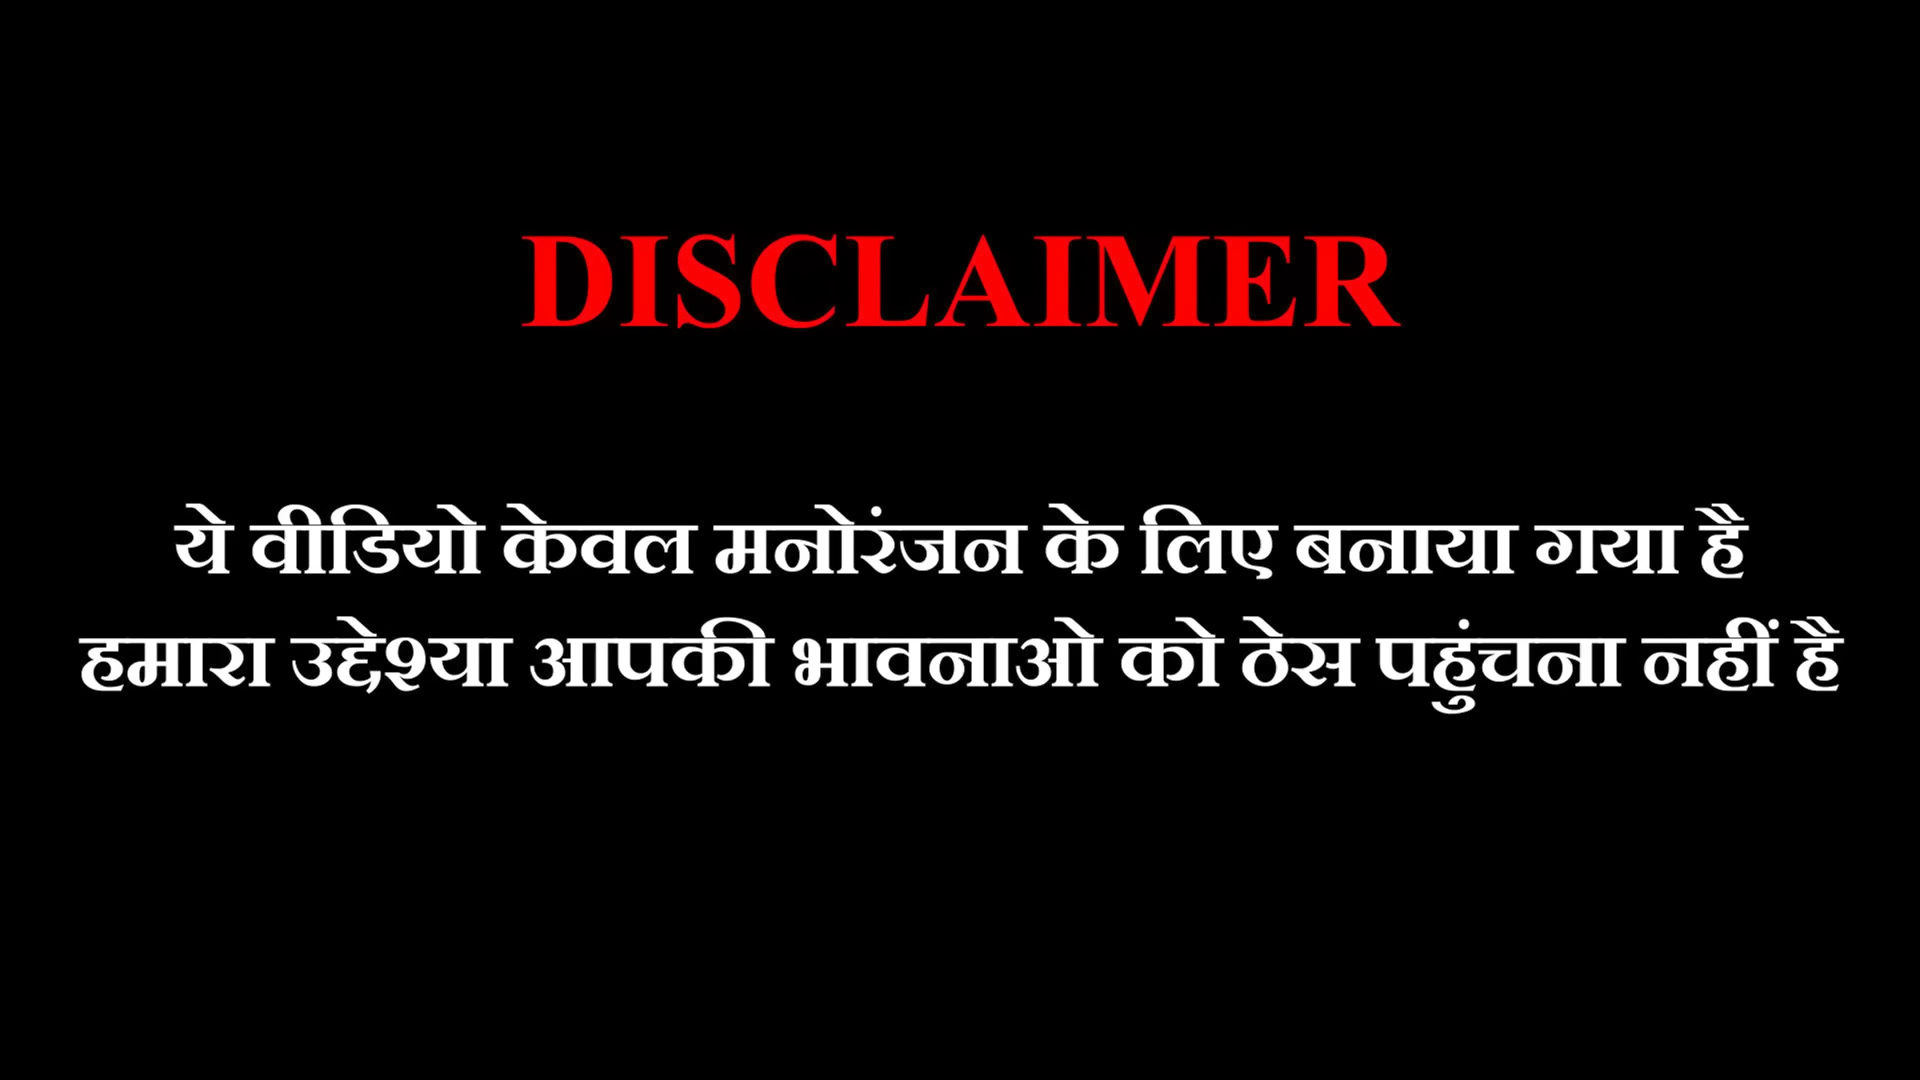 DISCLAIMER
ये वीडियो केवल मनोरंजन के लिए बनाया गया है
हमारा उद्देश्या आपकी भावनाओ को ठेस पहुंचना नहीं है